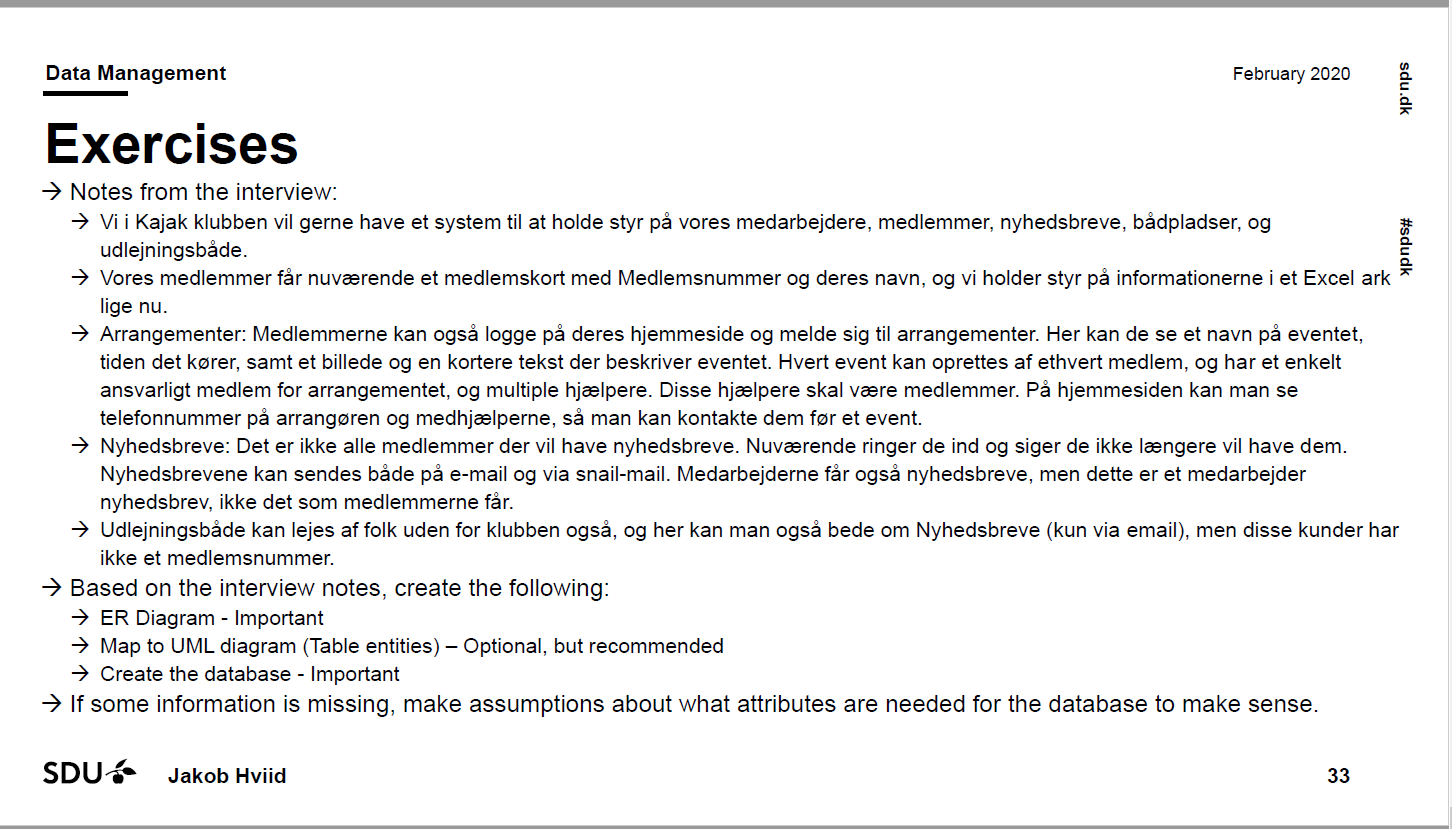 Data Management
February 2020
sdu.dk
#sdudk
Exercises
→ Notes from the interview:
→ Vi i Kajak klubben vil gerne have et system til at holde styr på vores medarbejdere, medlemmer, nyhedsbreve, bådpladser, og
udlejningsbåde.
→ Vores medlemmer får nuværende et medlemskort med Medlemsnummer og deres navn, og vi holder styr på informationerne i et Excel ark
lige nu.
→ Arrangementer: Medlemmerne kan også logge på deres hjemmeside og melde sig til arrangementer. Her kan de se et navn på eventet,
tiden det kører, samt et billede og en kortere tekst der beskriver eventet. Hvert event kan oprettes af ethvert medlem, og har et enkelt
ansvarligt medlem for arrangementet, og multiple hjælpere. Disse hjælpere skal være medlemmer. På hjemmesiden kan man se
telefonnummer på arrangøren og medhjælperne, så man kan kontakte dem før et event.
→ Nyhedsbreve: Det er ikke alle medlemmer der vil have nyhedsbreve. Nuværende ringer de ind og siger de ikke længere vil have dem.
Nyhedsbrevene kan sendes både på e-mail og via snail-mail. Medarbejderne får også nyhedsbreve, men dette er et medarbejder
nyhedsbrev, ikke det som medlemmerne får.
→ Udlejningsbåde kan lejes af folk uden for klubben også, og her kan man også bede om Nyhedsbreve (kun via email), men disse kunder har
ikke et medlemsnummer.
→ Based on the interview notes, create the following:
→ ER Diagram - Important
→ Map to UML diagram (Table entities) – Optional, but recommended
→ Create the database - Important
→ If some information is missing, make assumptions about what attributes are needed for the database to make sense.
SDU
Jakob Hviid
33